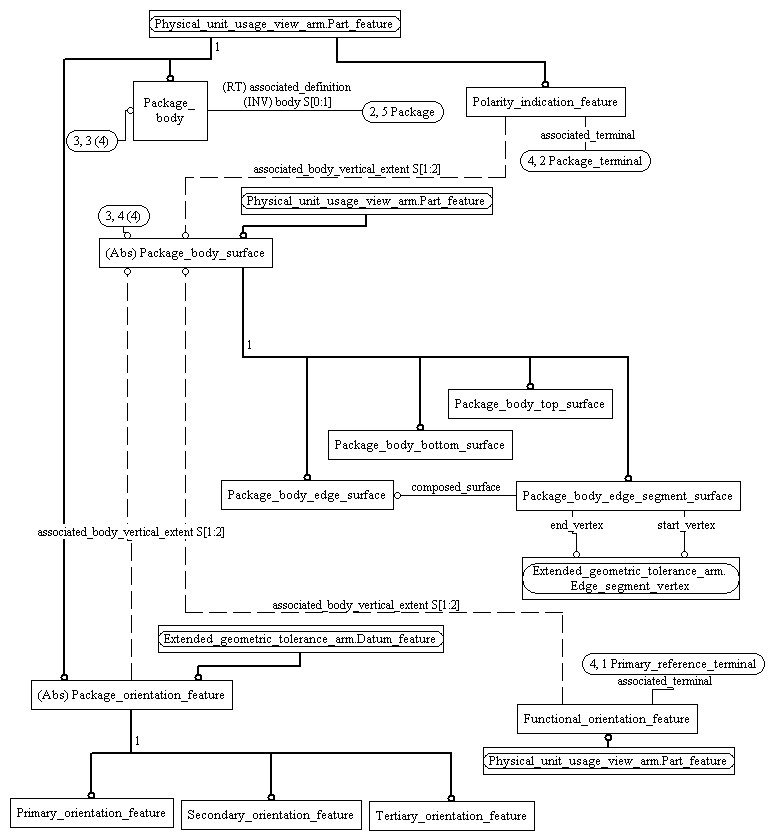 Physical_unit_usage_view_arm.Part_feature
1
Package_
body
(RT) associated_definition
(INV) body S[0:1]
2, 5 Package
Polarity_indication_feature
3, 3 (4)
associated_terminal
4, 2 Package_terminal
associated_body_vertical_extent S[1:2]
Physical_unit_usage_view_arm.Part_feature
3, 4 (4)
(Abs) Package_body_surface
1
Package_body_top_surface
Package_body_bottom_surface
Package_body_edge_surface
composed_surface
Package_body_edge_segment_surface
end_vertex
start_vertex
associated_body_vertical_extent S[1:2]
Extended_geometric_tolerance_arm.
Edge_segment_vertex
associated_body_vertical_extent S[1:2]
Extended_geometric_tolerance_arm.Datum_feature
4, 1 Primary_reference_terminal
associated_terminal
(Abs) Package_orientation_feature
Functional_orientation_feature
1
Physical_unit_usage_view_arm.Part_feature
Primary_orientation_feature
Secondary_orientation_feature
Tertiary_orientation_feature